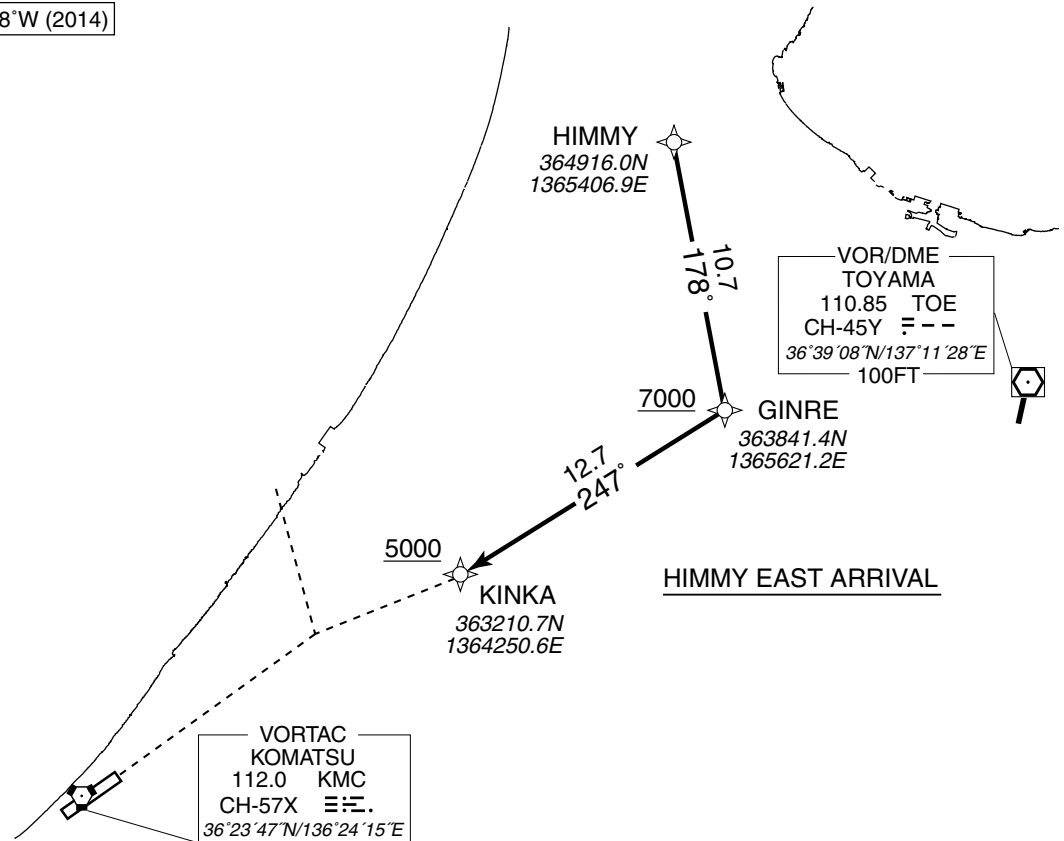 8˚W (2014)
HIMMY
364916.0N
1365406.9E
10.7
178˚
VOR/DME
TOYAMA
110.85 TOE
CH-45Y
36˚39´08˝N/137˚11´28˝E
100FT
7000
GINRE
363841.4N
1365621.2E
12.7
247˚
5000
KINKA
363210.7N
1364250.6E
HIMMY EAST ARRIVAL
VORTAC
KOMATSU
112.0 KMC
CH-57X
36˚23´47˝N/136˚24´15˝E